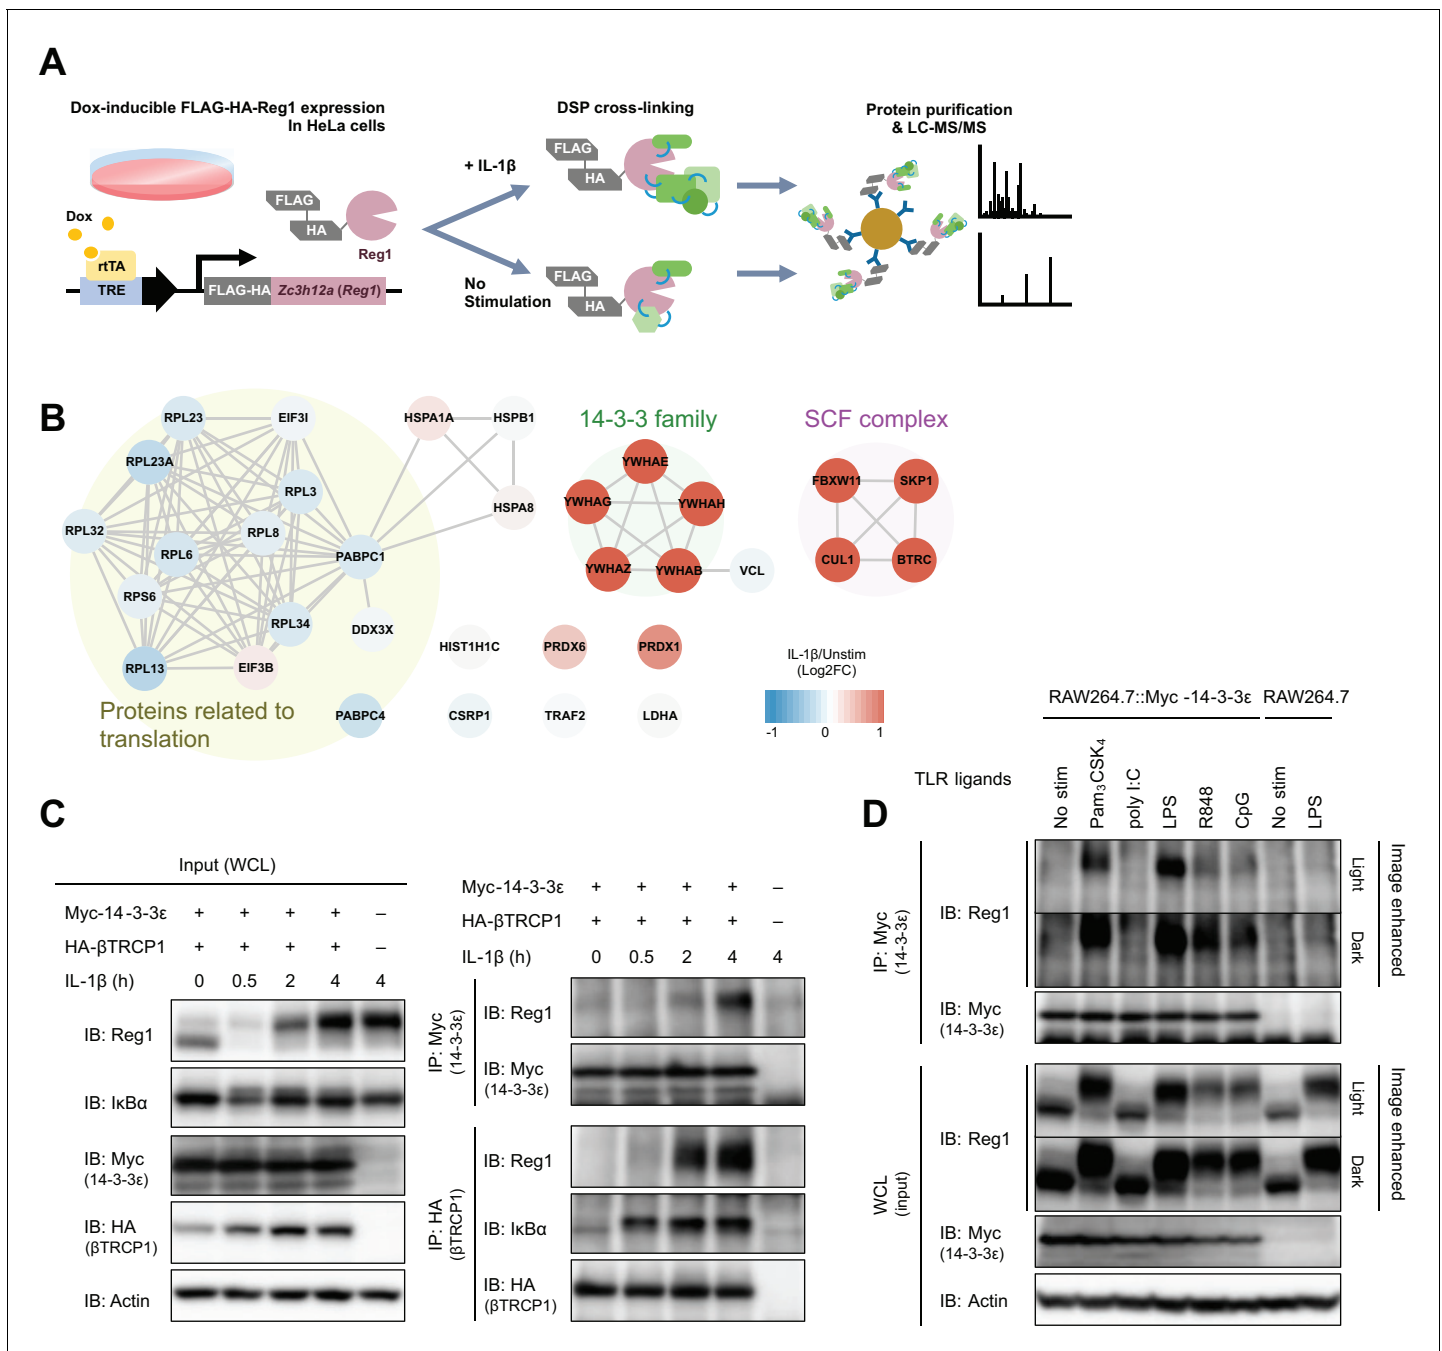 A
Dox-inducible FLAG-HA-Reg1 expression
In HeLa cells
DSP cross-linking
Protein purification
& LC-MS/MS
Dox
rtTA
TRE
FLAG
HA
Reg1
FLAG-HA
Zc3h12a (Reg1)
+ IL-1β
No
Stimulation
FLAG
HA
FLAG
HA
B
RPL23
EIF3I
RPL23A
RPL3
RPL32
RPL8
RPL6
PABPC1
RPS6
RPL34
DDX3X
RPL13
EIF3B
PABPC4
Proteins related to
translation
HSPA1A
HSPB1
HSPA8
14-3-3 family
YWHAE
YWHAG
YWHAH
YWHAZ
YWHAB
VCL
SCF complex
FBXW11
SKP1
CUL1
BTRC
HIST1H1C
PRDX6
PRDX1
CSRP1
TRAF2
LDHA
IL-1β/Unstim
(Log2FC)
-1 0 1
C
Input (WCL)
Myc-14-3-3ε + + + + –
HA-βTRCP1 + + + + –
IL-1β (h) 0 0.5 2 4 4
IB: Reg1
IB: IκBα
IB: Myc
(14-3-3ε)
IB: HA
(βTRCP1)
IB: Actin
Myc-14-3-3ε + + + + –
HA-βTRCP1 + + + + –
IL-1β (h) 0 0.5 2 4 4
IP: Myc
(14-3-3ε)
IB: Reg1
IB: Myc
(14-3-3ε)
IP: HA
(βTRCP1)
IB: Reg1
IB: IκBα
IB: HA
(βTRCP1)
D
RAW264.7::Myc -14-3-3ε RAW264.7
TLR ligands
No stim
Pam₃CSK₄
poly I:C
LPS
R848
CpG
No stim
LPS
IP: Myc
(14-3-3ε)
IB: Reg1
Light
Dark
Image enhanced
IB: Myc
(14-3-3ε)
WCL
(input)
IB: Reg1
Light
Dark
Image enhanced
IB: Myc
(14-3-3ε)
IB: Actin